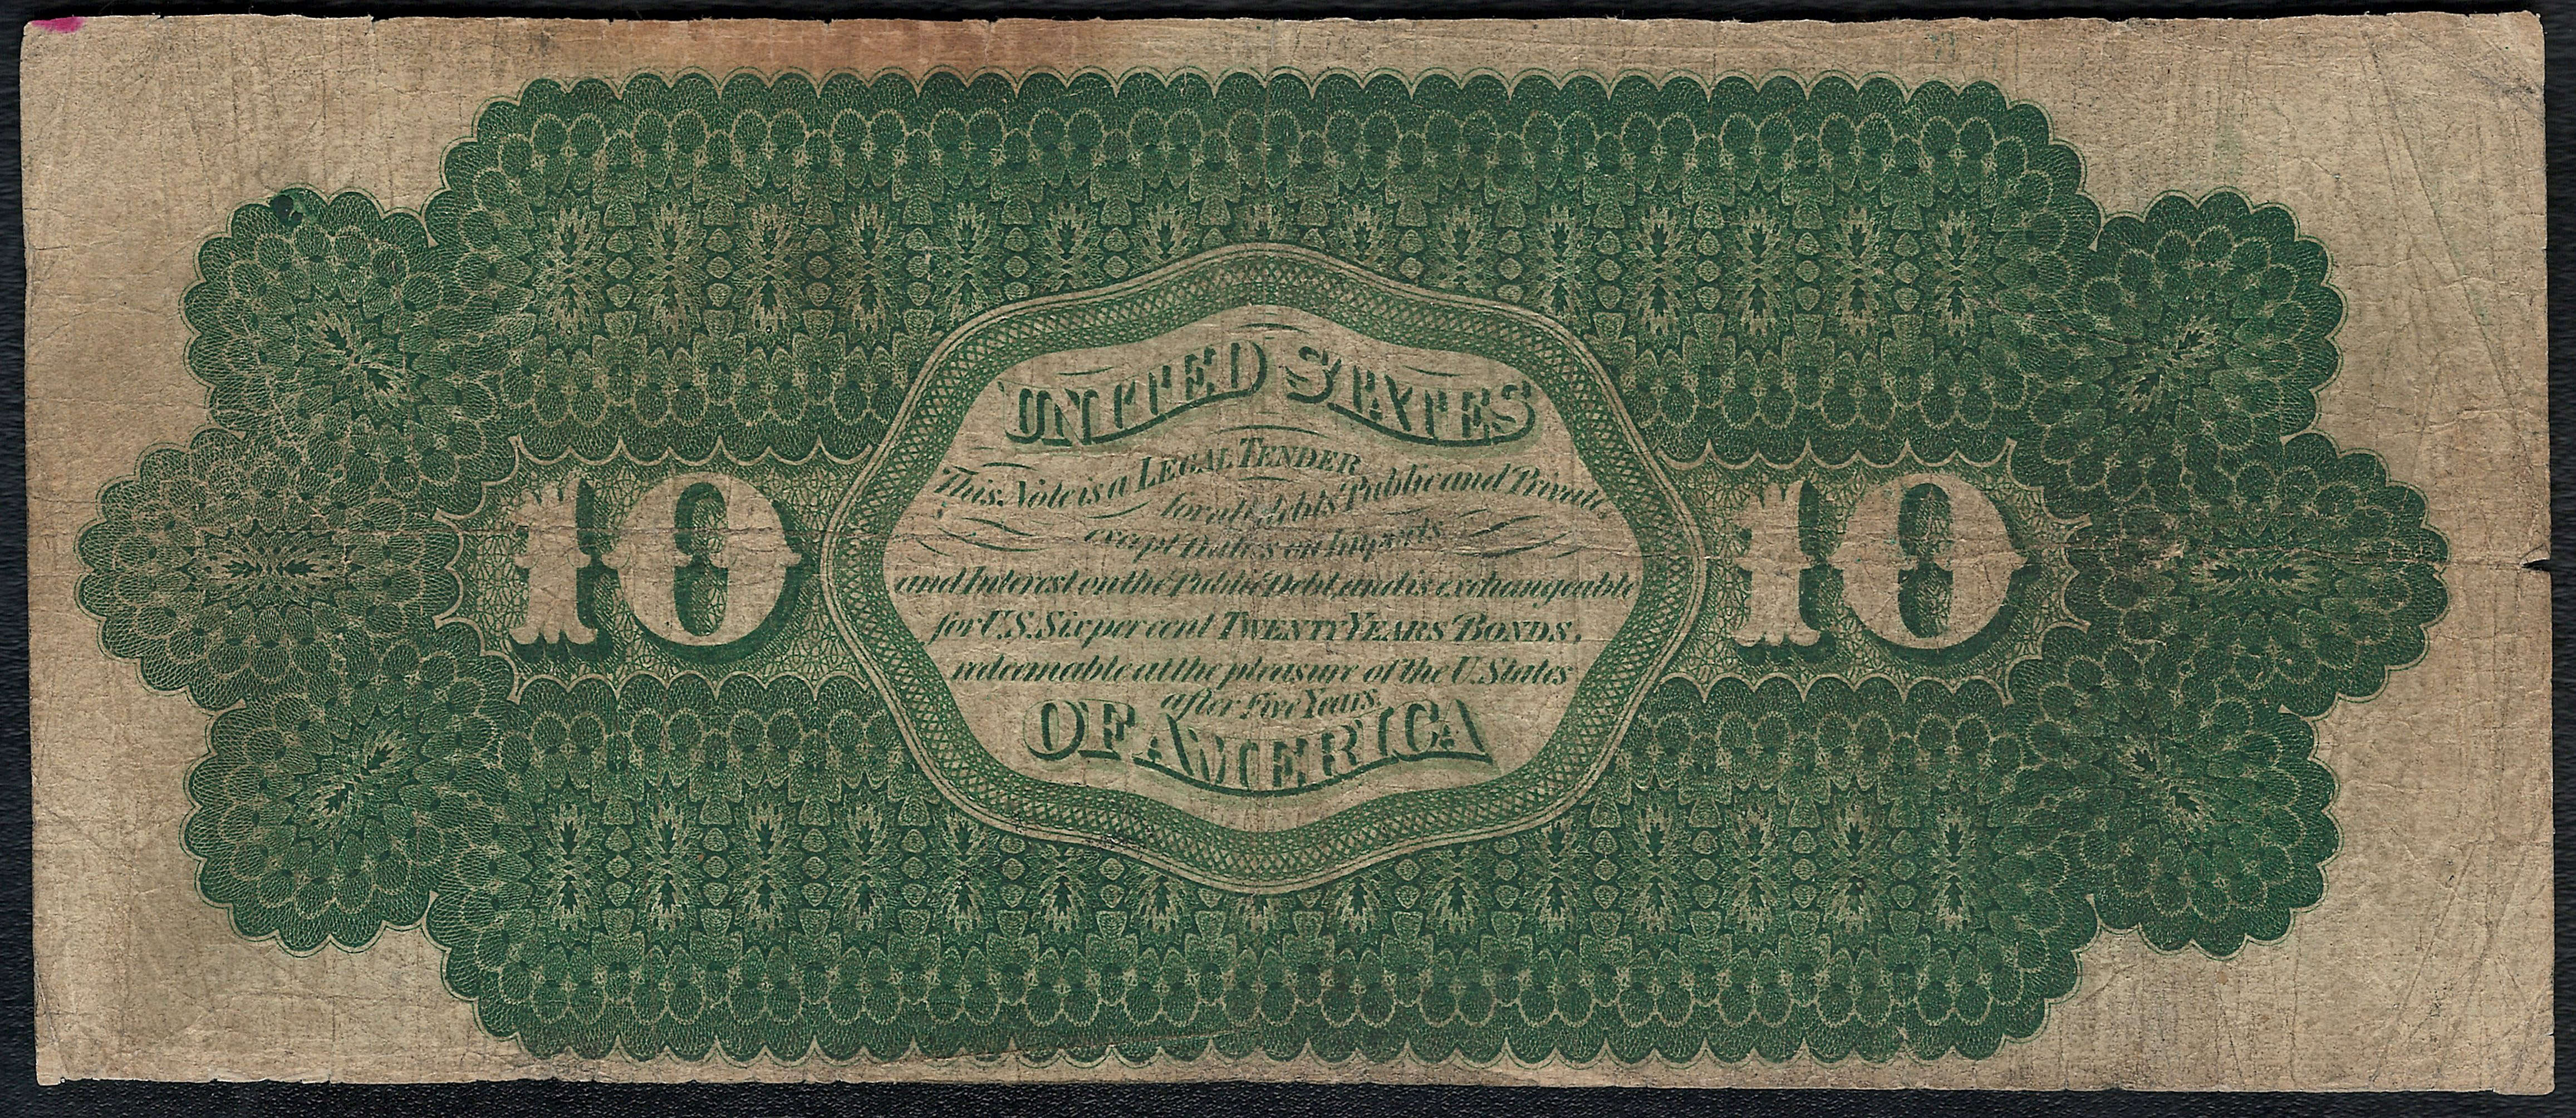 UNITED STATES
This Note is a LEGAL TENDER
for all debts Public and Private
except Duties on Imports
and Interest on the Public Debt, and is exchangeable
for U.S. Six per cent TWENTY YEARS BONDS,
redeemable at the pleasure of the U. States
after Five Years.
OF AMERICA
10
10